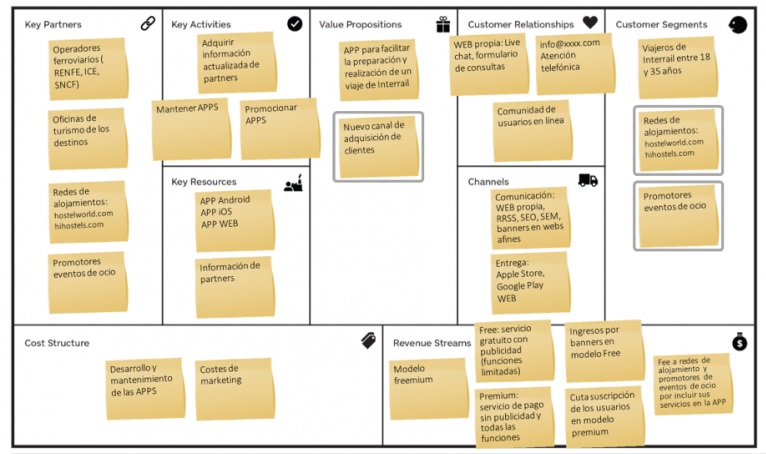 Key Partners
Operadores
ferroviarios (
RENFE, ICE,
SNCF)
Oficinas de
turismo de los
destinos
Redes de
alojamientos:
hostelworld.com
hihostels.com
Promotores
eventos de ocio
Key Activities
Adquirir
información
actualizada de
partners
Mantener APPS
Promocionar
APPS
Key Resources
APP Android
APP iOS
APP WEB
Información de
partners
Value Propositions
APP para facilitar
la preparación y
realización de un
viaje de Interrail
Nuevo canal de
adquisición de
clientes
Customer Relationships
WEB propia: Live
chat, formulario
de consultas
info@xxxx.com
Atención
telefónica
Comunidad de
usuarios en línea
Channels
Comunicación:
WEB propia,
RRSS, SEO, SEM,
banners en webs
afines
Entrega:
Apple Store,
Google Play
WEB
Customer Segments
Viajeros de
Interrail entre 18
y 35 años
Redes de
alojamientos:
hostelworld.com
hihostels.com
Promotores
eventos de ocio
Cost Structure
Desarrollo y
mantenimiento
de las APPS
Costes de
marketing
Revenue Streams
Modelo
freemium
Free: servicio
gratuito con
publicidad
(funciones
limitadas)
Ingresos por
banners en
modelo Free
Premium:
servicio de pago
sin publicidad y
todas las
funciones
Cuta suscripción
de los usuarios
en modelo
premium
Fee a redes de
alojamiento y
promotores de
eventos de ocio
por incluir sus
servicios en la APP